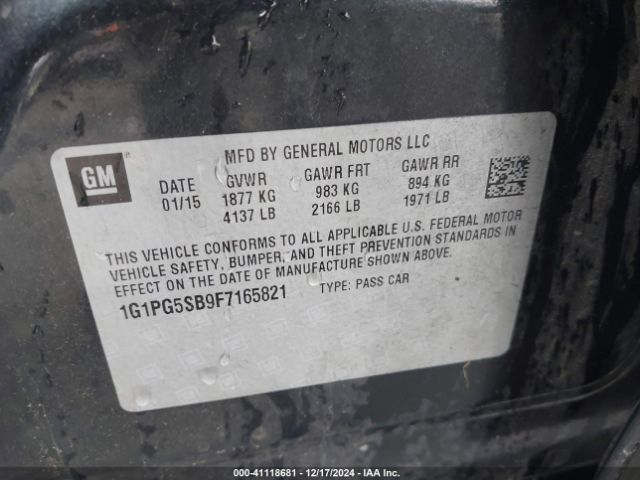 GM
MFD BY GENERAL MOTORS LLC
DATE GVWR GAWR FRT GAWR RR
01/15 1877 KG 983 KG 894 KG
4137 LB 2166 LB 1971 LB
THIS VEHICLE CONFORMS TO ALL APPLICABLE U.S. FEDERAL MOTOR
VEHICLE SAFETY, BUMPER, AND THEFT PREVENTION STANDARDS IN
EFFECT ON THE DATE OF MANUFACTURE SHOWN ABOVE.
1G1PG5SB9F7165821 TYPE: PASS CAR
000-41118681 - 12/17/2024 - IAA Inc.